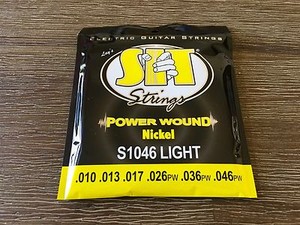 ELECTRIC GUITAR STRINGS
SIT
Strings
POWER WOUND
Nickel
S1046 LIGHT
.010 .013 .017 .026PW .036PW .046PW